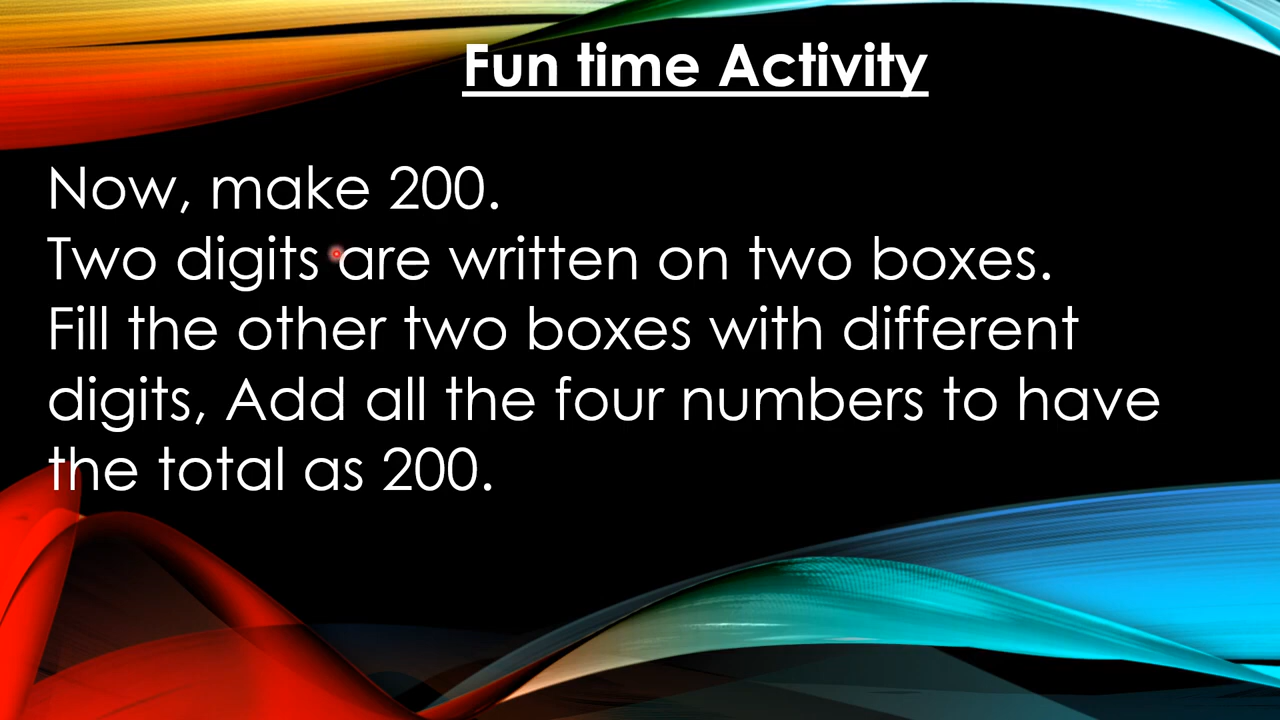 Fun time Activity
Now, make 200.
Two digits are written on two boxes.
Fill the other two boxes with different
digits, Add all the four numbers to have
the total as 200.